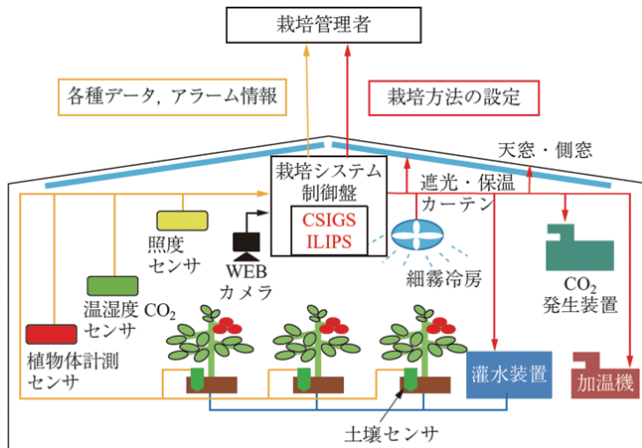 栽培管理者
各種データ, アラーム情報
栽培方法の設定
天窓・側窓
栽培システム
制御盤
CSIGS
ILIPS
遮光・保温
カーテン
照度
センサ
WEB
カメラ
細霧冷房
CO₂
発生装置
温湿度 CO₂
センサ
植物体計測
センサ
灌水装置
加温機
土壌センサ